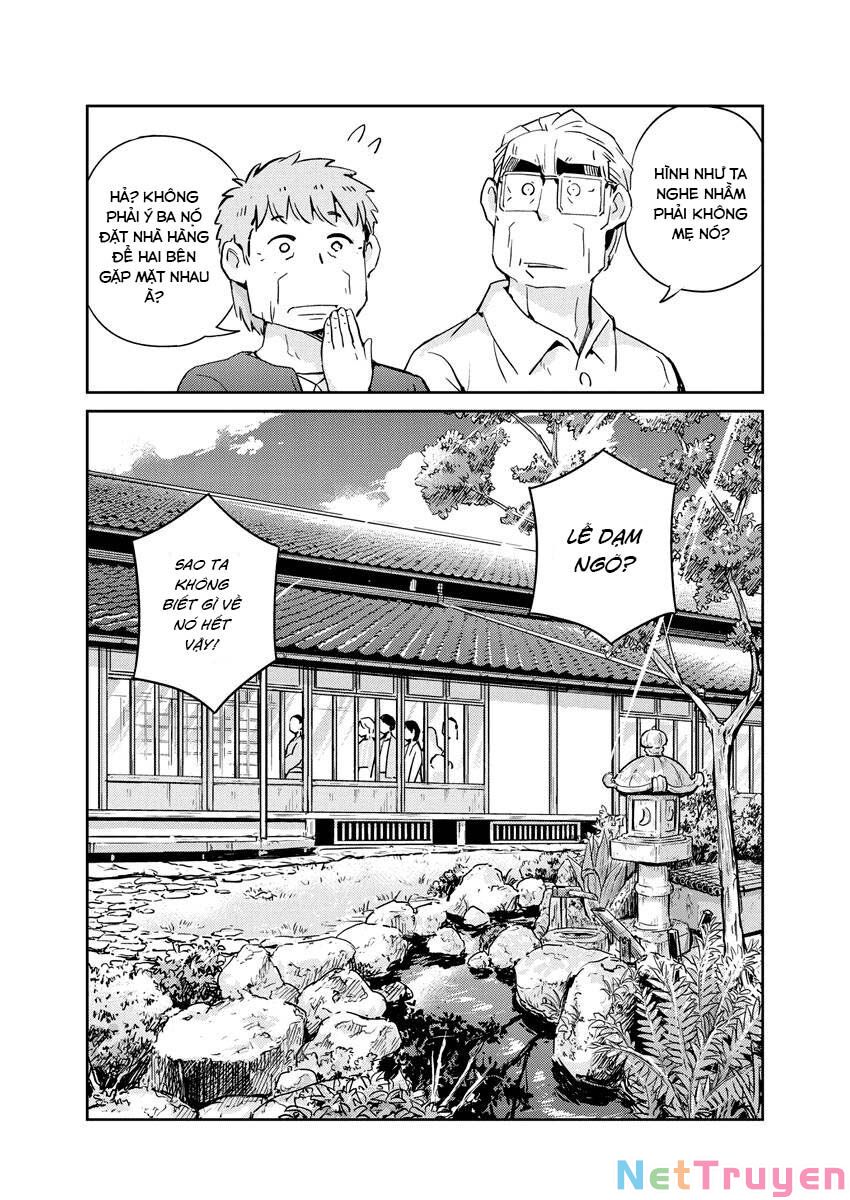 HÌNH NHƯ TA
NGHE NHẦM
PHẢI KHÔNG
MẸ NÓ?
HẢ? KHÔNG
PHẢI Ý BA NỌ
ĐẶT NHÀ HÀNG
ĐỂ HAI BÊN
GẶP MẶT NHAU
À?
LỄ DẠM
NGÕ?
SAO TA
KHÔNG
BIẾT GÌ VỀ
NÓ HẾT
VẬY!
NetTruyen